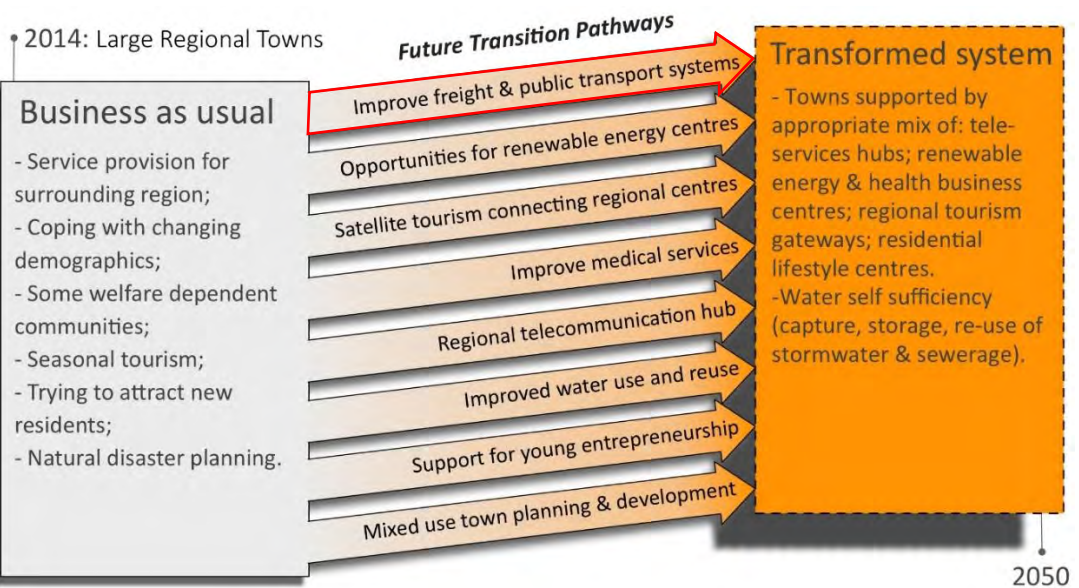 2014: Large Regional Towns
Future Transition Pathways
Business as usual
- Service provision for
surrounding region;
- Coping with changing
demographics;
- Some welfare dependent
communities;
- Seasonal tourism;
- Trying to attract new
residents;
- Natural disaster planning.
Improve freight & public transport systems
Opportunities for renewable energy centres
Satellite tourism connecting regional centres
Improve medical services
Regional telecommunication hub
Improved water use and reuse
Support for young entrepreneurship
Mixed use town planning & development
Transformed system
- Towns supported by
appropriate mix of: tele-
services hubs; renewable
energy & health business
centres; regional tourism
gateways; residential
lifestyle centres.
-Water self sufficiency
(capture, storage, re-use of
stormwater & sewerage).
2050